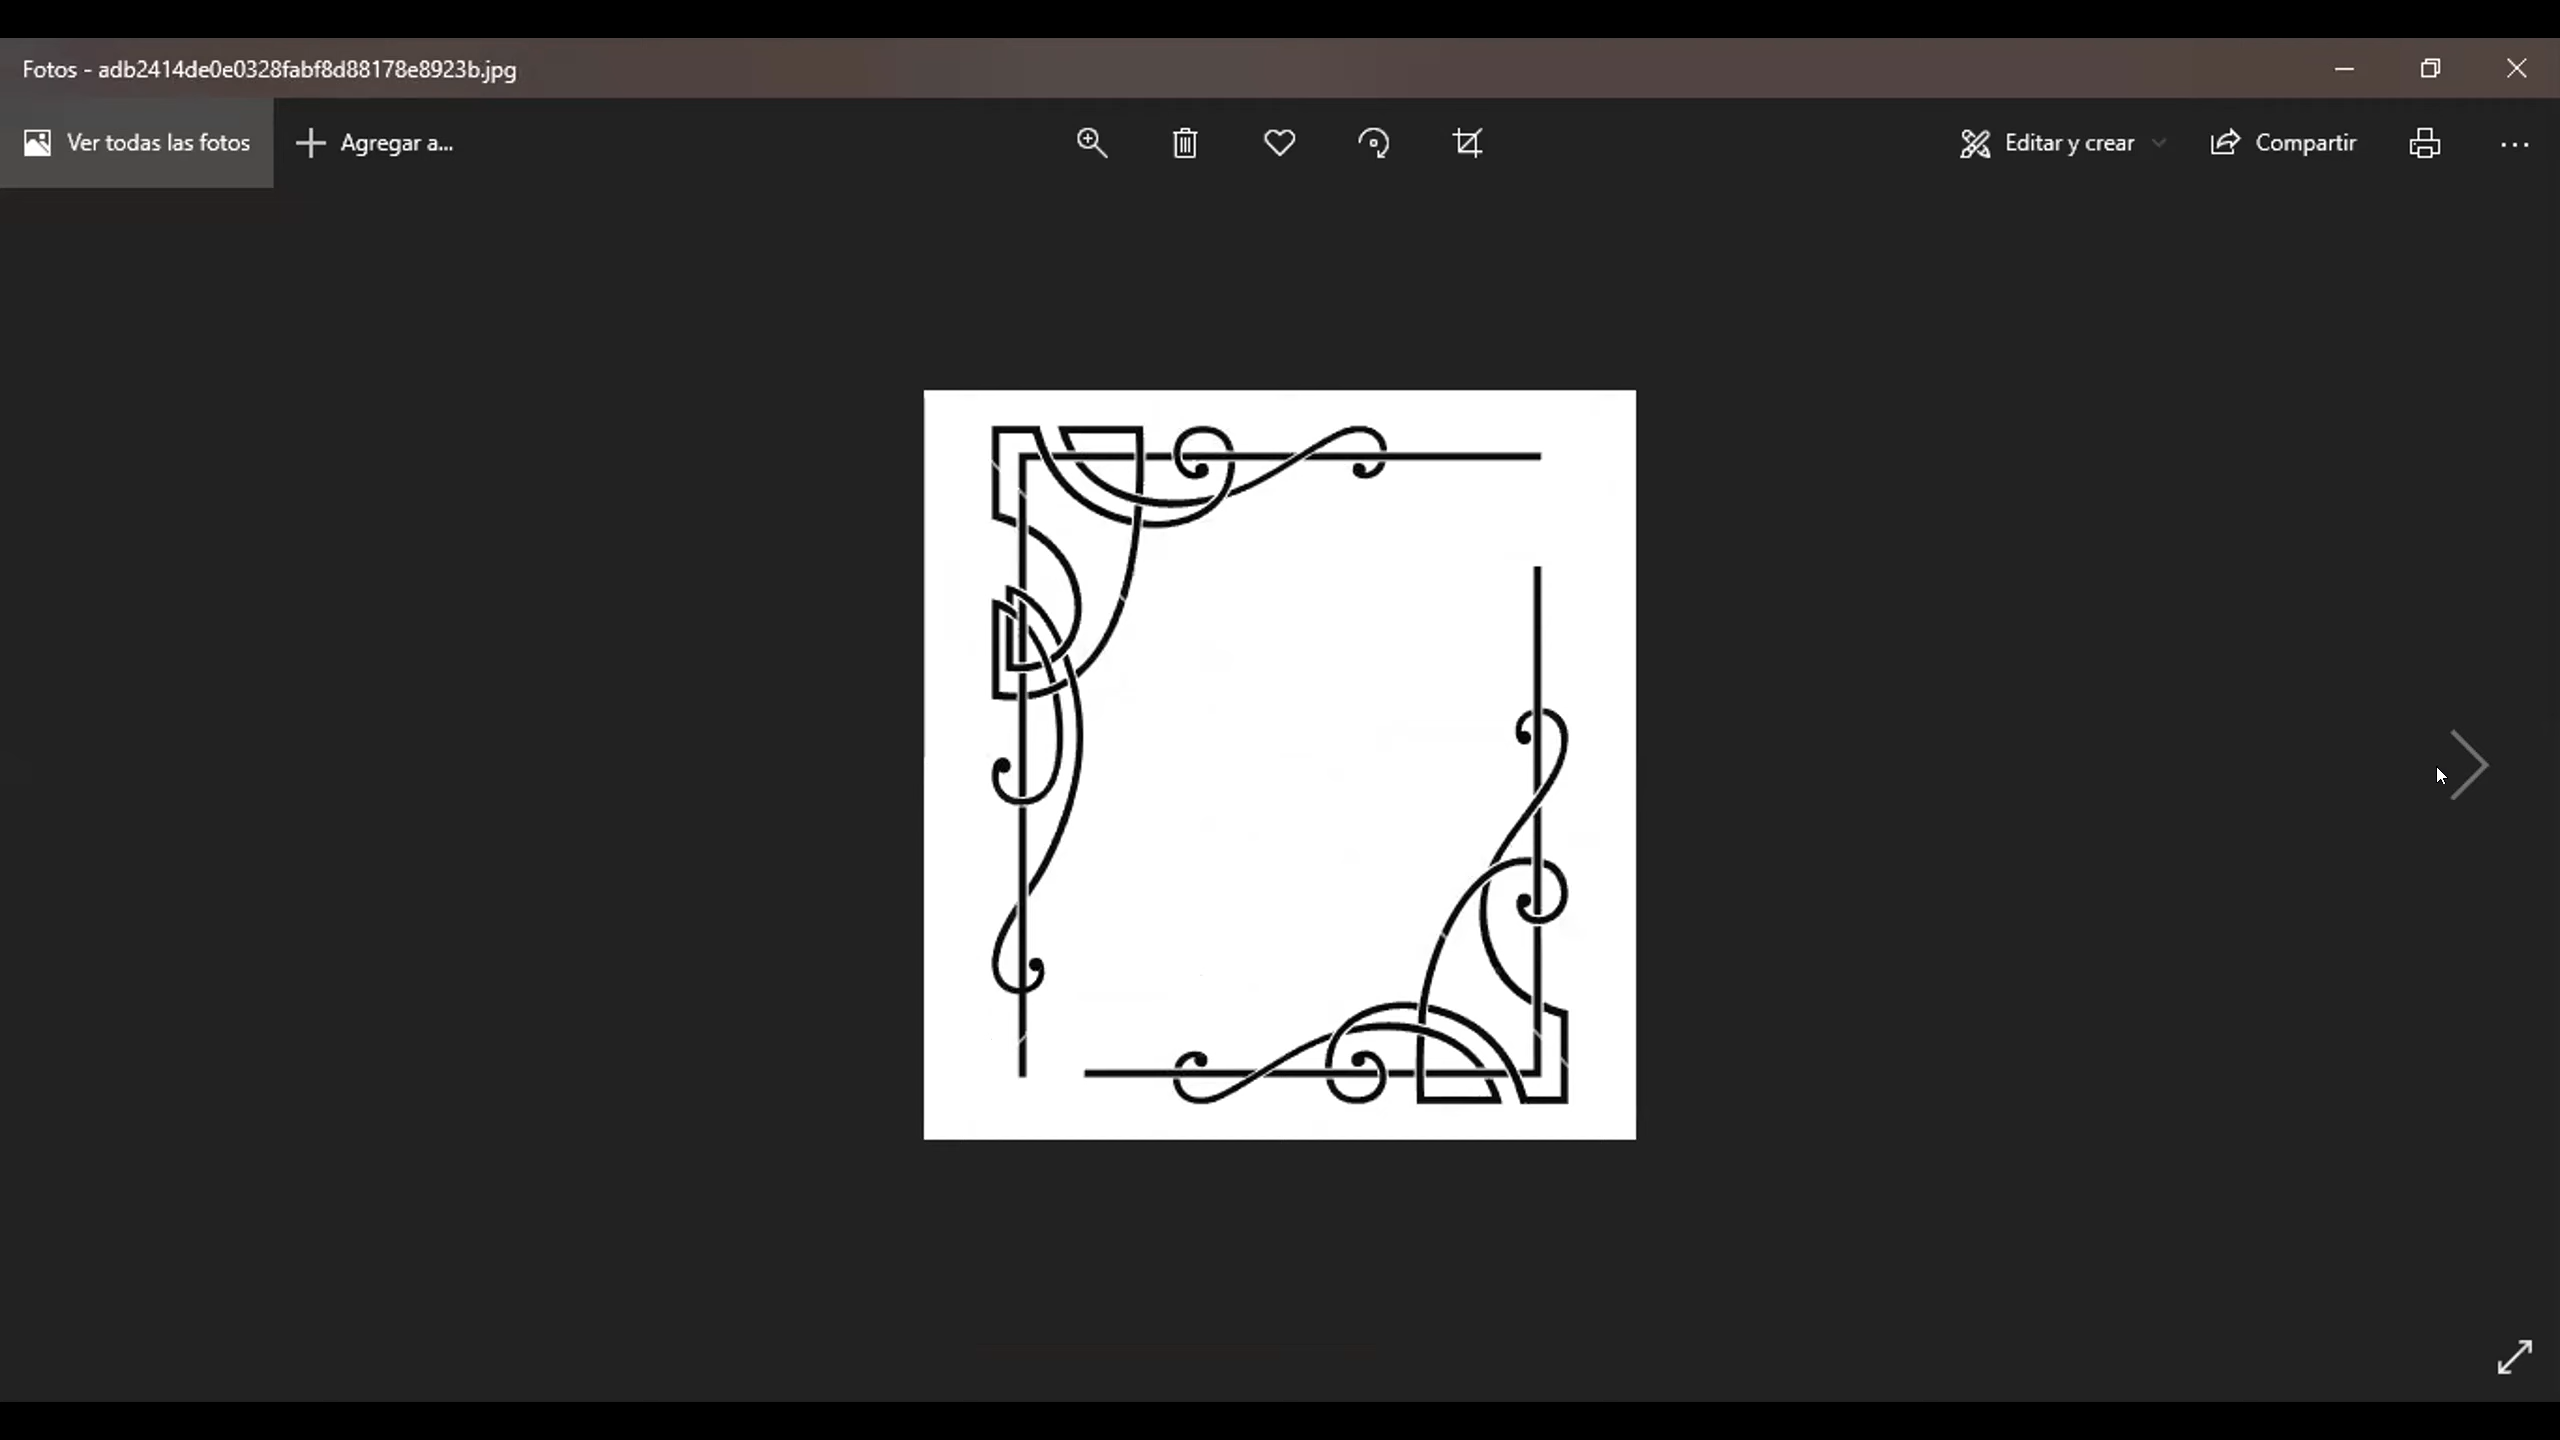 Fotos - adb2414de0e0328fabf8d88178e8923b.jpg
Ver todas las fotos
Agregar a...
Editar y crear
Compartir